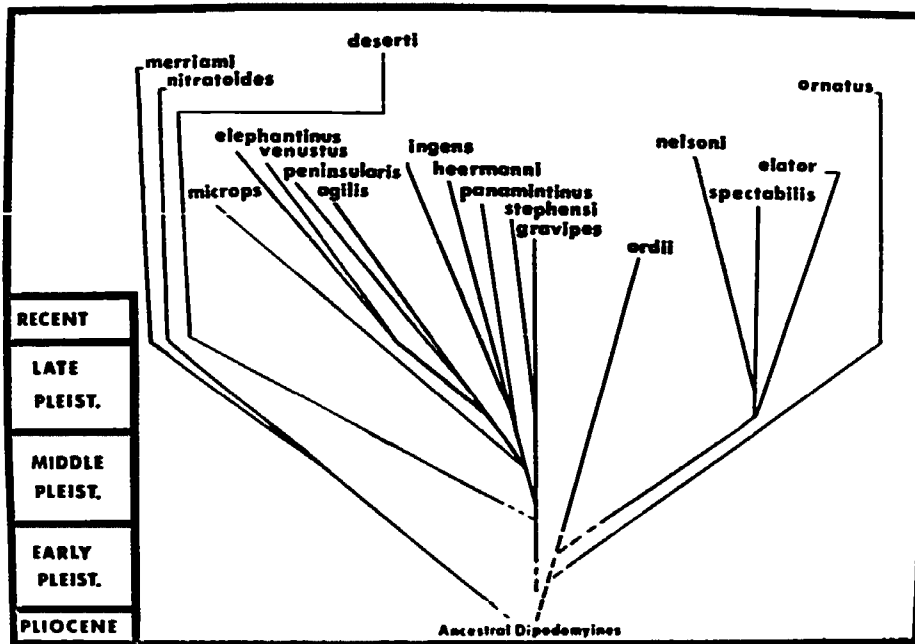 deserti
merriami
nitratoides
ornatus
elephantinus
venustus
peninsularis
agilis
microps
ingens
heermanni
panamintinus
stephensi
gravipes
ordii
nelsoni
elator
spectabilis
RECENT
LATE
PLEIST.
MIDDLE
PLEIST.
EARLY
PLEIST.
PLIOCENE
Ancestral Dipodomyines